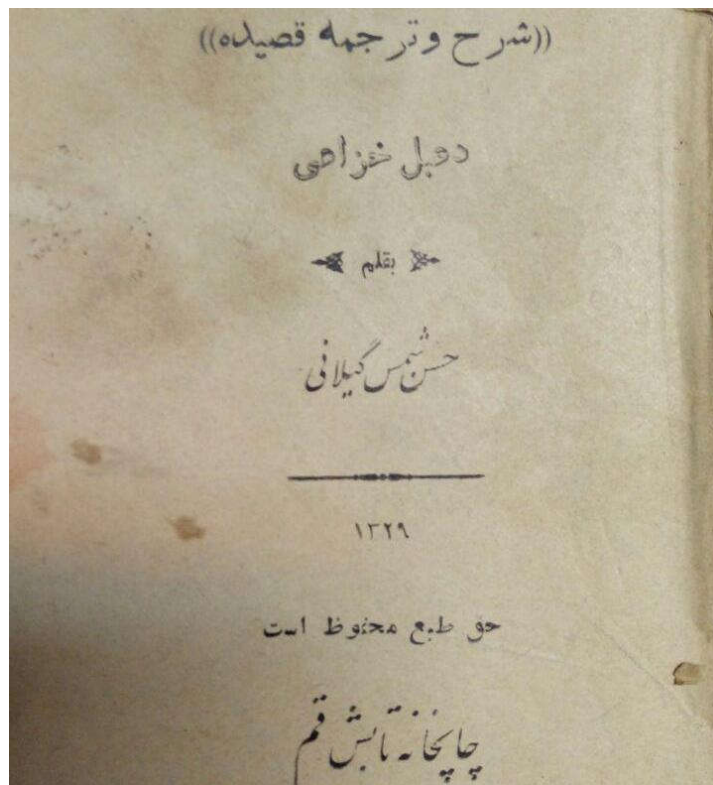 ((شرح وترجمه قصیده))
دعبل خزاعی
بقلم
حسن شمس گیلانی
۱۳۲۹
حق طبع محفوظ است
چاپخانه تابش قم